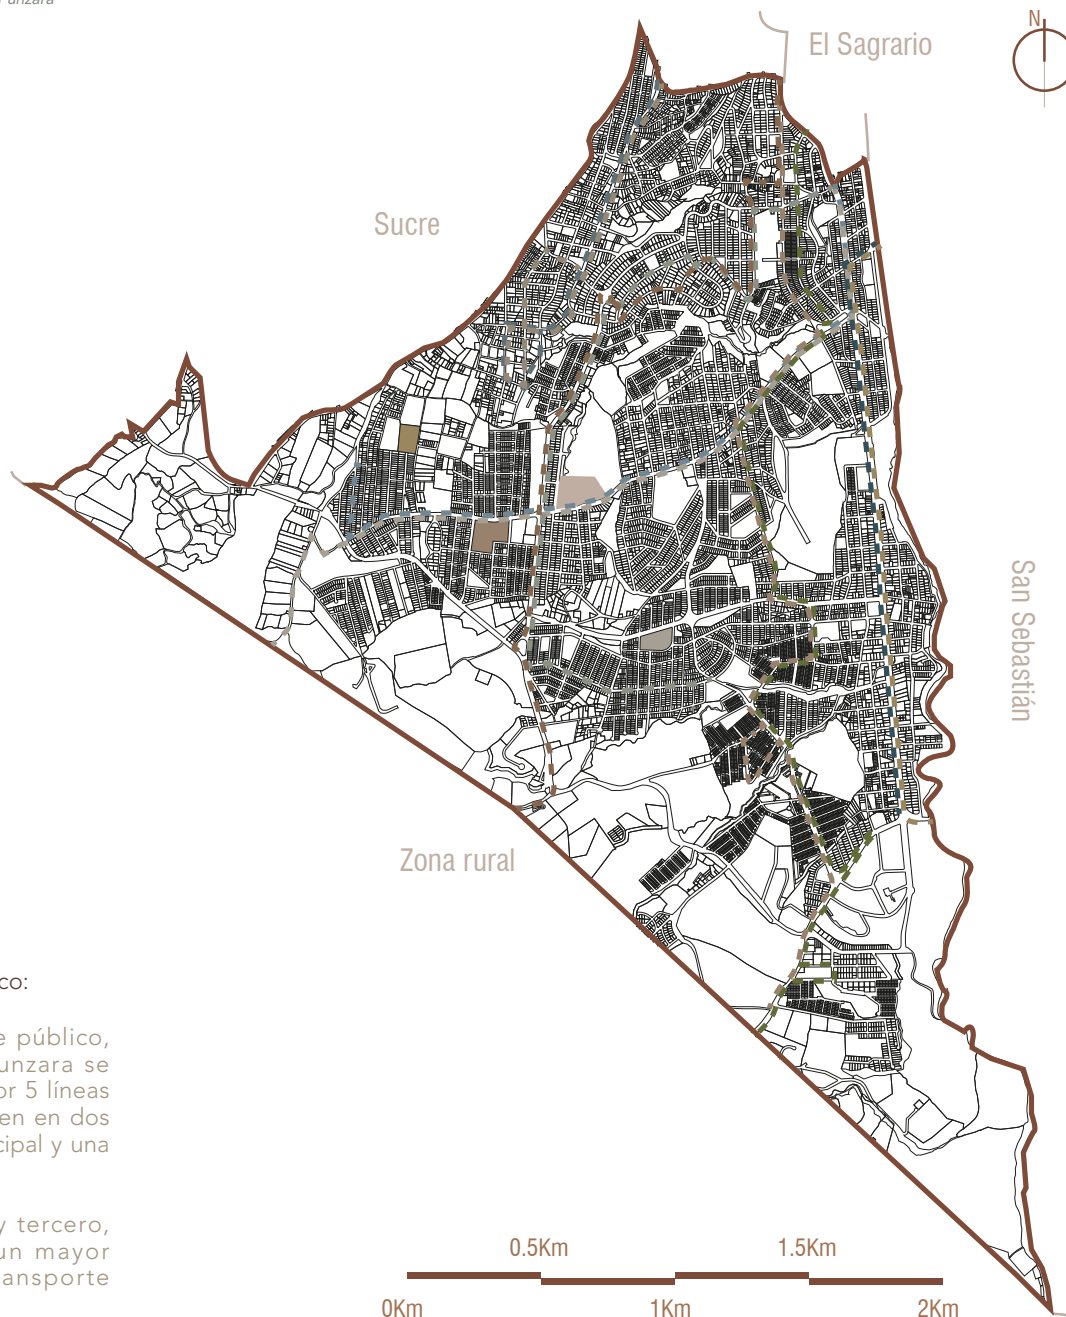 unzara
N
El Sagrario
Sucre
San Sebastián
Zona rural
co:
e público,
unzara se
or 5 líneas
en en dos
cipal y una
y tercero,
un mayor
ansporte
0.5Km
1.5Km
0Km
1Km
2Km